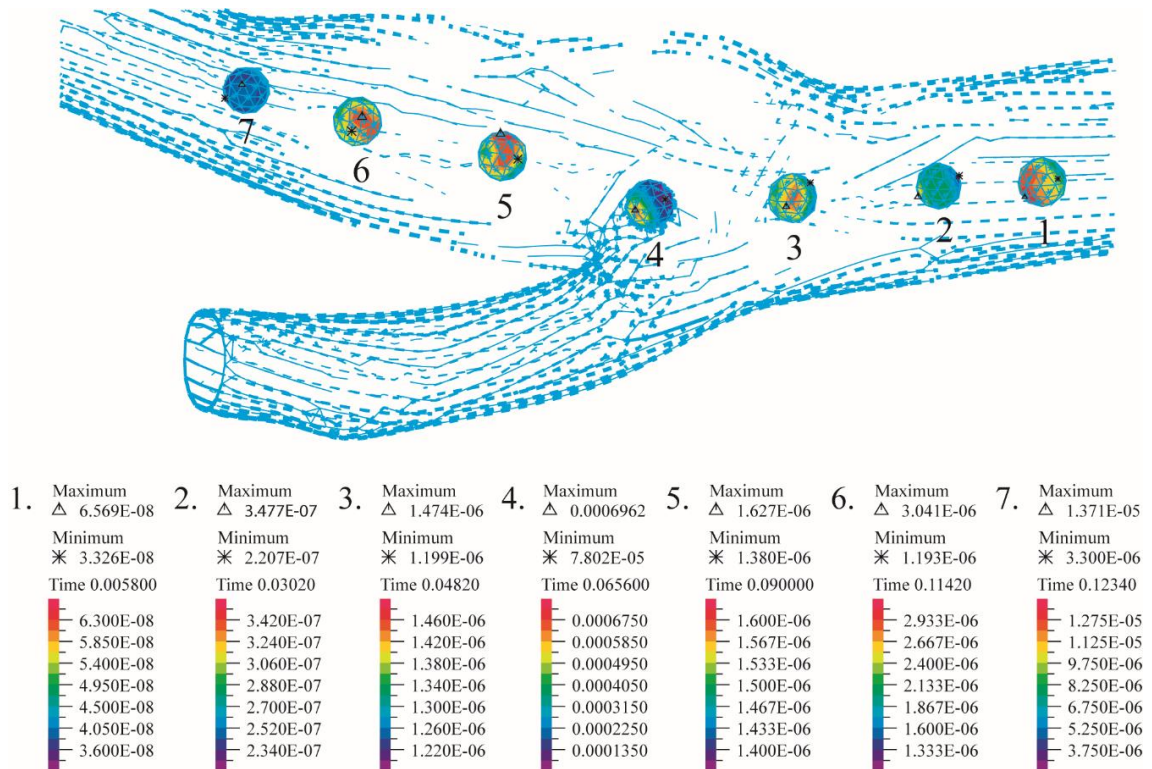 7
6
5
4
3
2
1
1. Maximum
△ 6.569E-08
Minimum
✳ 3.326E-08
Time 0.005800
6.300E-08
5.850E-08
5.400E-08
4.950E-08
4.500E-08
4.050E-08
3.600E-08
2. Maximum
△ 3.477E-07
Minimum
✳ 2.207E-07
Time 0.03020
3.420E-07
3.240E-07
3.060E-07
2.880E-07
2.700E-07
2.520E-07
2.340E-07
3. Maximum
△ 1.474E-06
Minimum
✳ 1.199E-06
Time 0.04820
1.460E-06
1.420E-06
1.380E-06
1.340E-06
1.300E-06
1.260E-06
1.220E-06
4. Maximum
△ 0.0006962
Minimum
✳ 7.802E-05
Time 0.065600
0.0006750
0.0005850
0.0004950
0.0004050
0.0003150
0.0002250
0.0001350
5. Maximum
△ 1.627E-06
Minimum
✳ 1.380E-06
Time 0.090000
1.600E-06
1.567E-06
1.533E-06
1.500E-06
1.467E-06
1.433E-06
1.400E-06
6. Maximum
△ 3.041E-06
Minimum
✳ 1.193E-06
Time 0.11420
2.933E-06
2.667E-06
2.400E-06
2.133E-06
1.867E-06
1.600E-06
1.333E-06
7. Maximum
△ 1.371E-05
Minimum
✳ 3.300E-06
Time 0.12340
1.275E-05
1.125E-05
9.750E-06
8.250E-06
6.750E-06
5.250E-06
3.750E-06